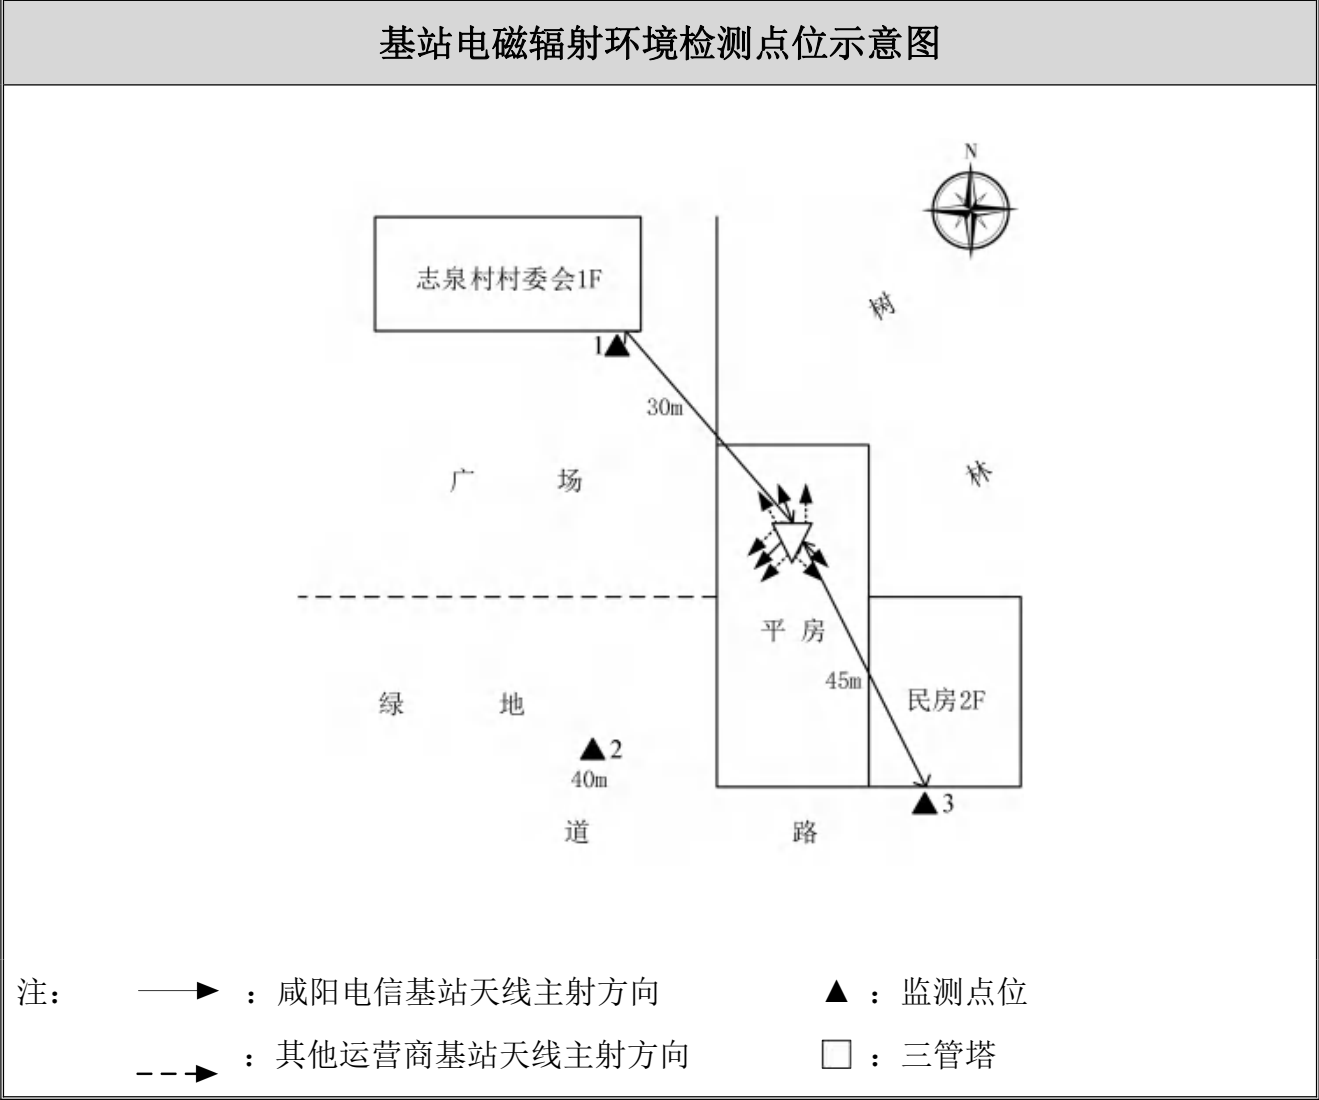 基站电磁辐射环境检测点位示意图
N
志泉村村委会1F
树
1
30m
广 场
林
平 房
45m
民房2F
绿 地
2
40m
3
道 路
注： ：咸阳电信基站天线主射方向 ：监测点位
：其他运营商基站天线主射方向 ：三管塔